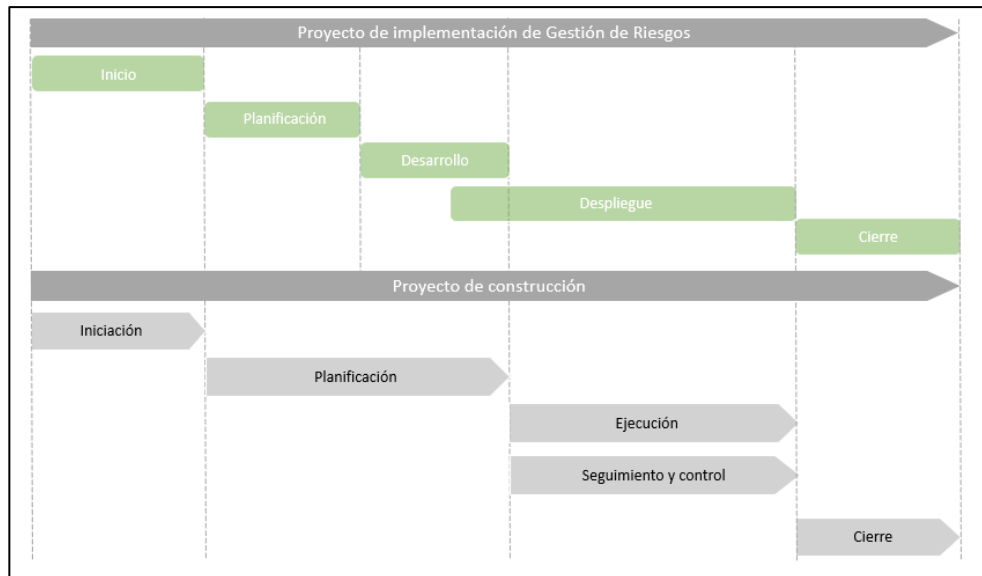 Proyecto de implementación de Gestión de Riesgos
Inicio
Planificación
Desarrollo
Despliegue
Cierre
Proyecto de construcción
Iniciación
Planificación
Ejecución
Seguimiento y control
Cierre